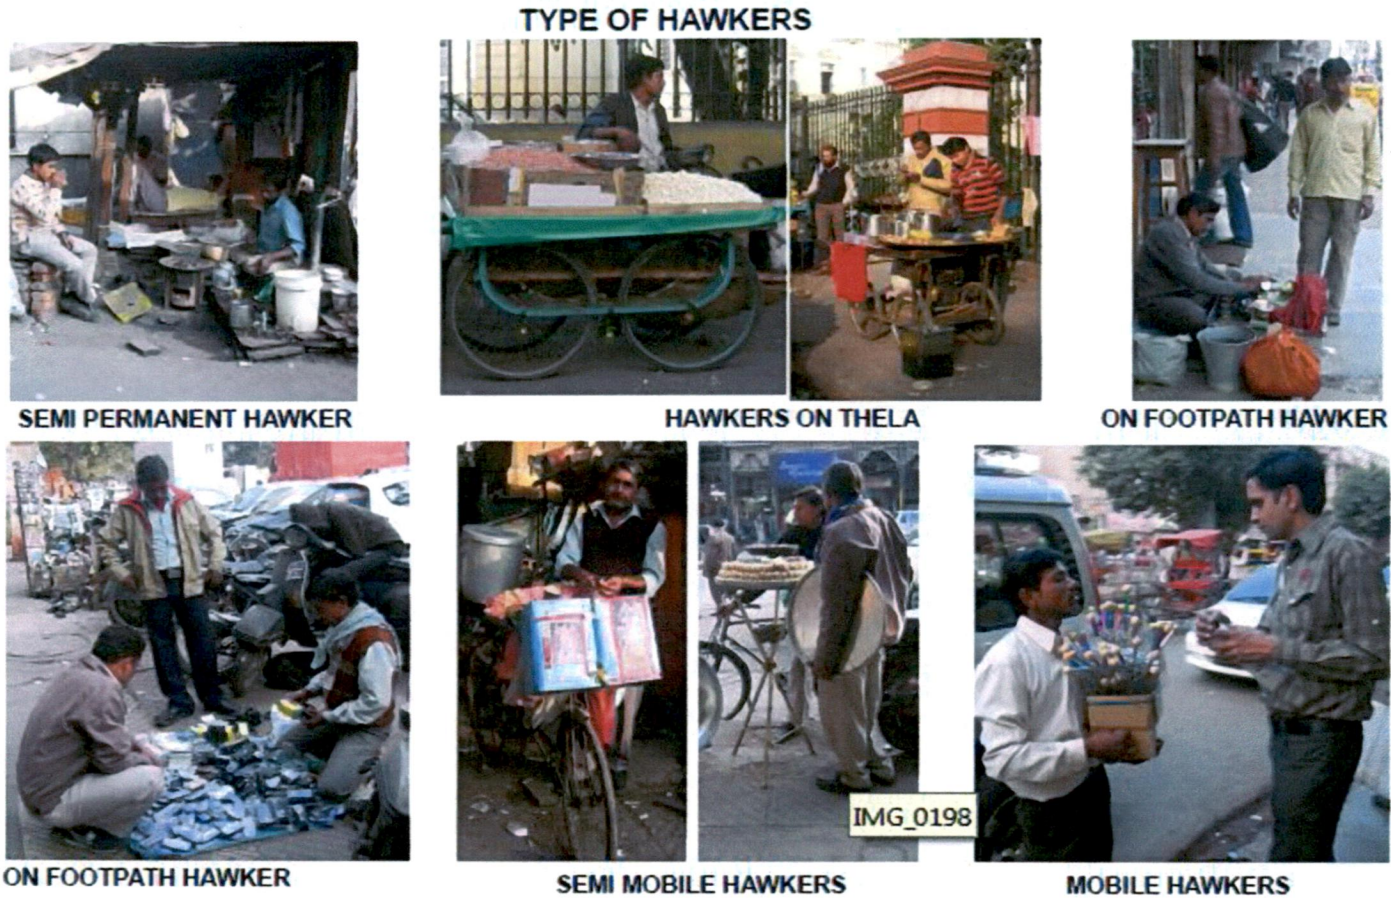 TYPE OF HAWKERS
SEMI PERMANENT HAWKER
HAWKERS ON THELA
ON FOOTPATH HAWKER
IMG_0198
ON FOOTPATH HAWKER
SEMI MOBILE HAWKERS
MOBILE HAWKERS